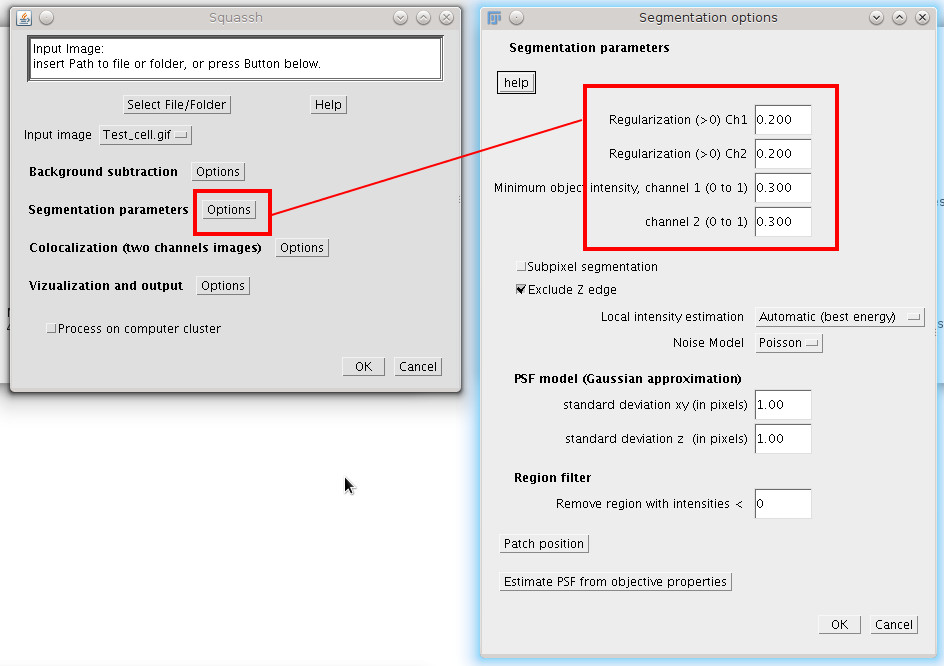 Squassh
Input Image:
insert Path to file or folder, or press Button below.
Select File/Folder
Help
Input image Test_cell.gif
Background subtraction Options
Segmentation parameters Options
Colocalization (two channels images) Options
Vizualization and output Options
Process on computer cluster
OK Cancel
Segmentation options
Segmentation parameters
help
Regularization (>0) Ch1 0.200
Regularization (>0) Ch2 0.200
Minimum object intensity, channel 1 (0 to 1) 0.300
channel 2 (0 to 1) 0.300
Subpixel segmentation
Exclude Z edge
Local intensity estimation Automatic (best energy)
Noise Model Poisson
PSF model (Gaussian approximation)
standard deviation xy (in pixels) 1.00
standard deviation z (in pixels) 1.00
Region filter
Remove region with intensities < 0
Patch position
Estimate PSF from objective properties
OK Cancel